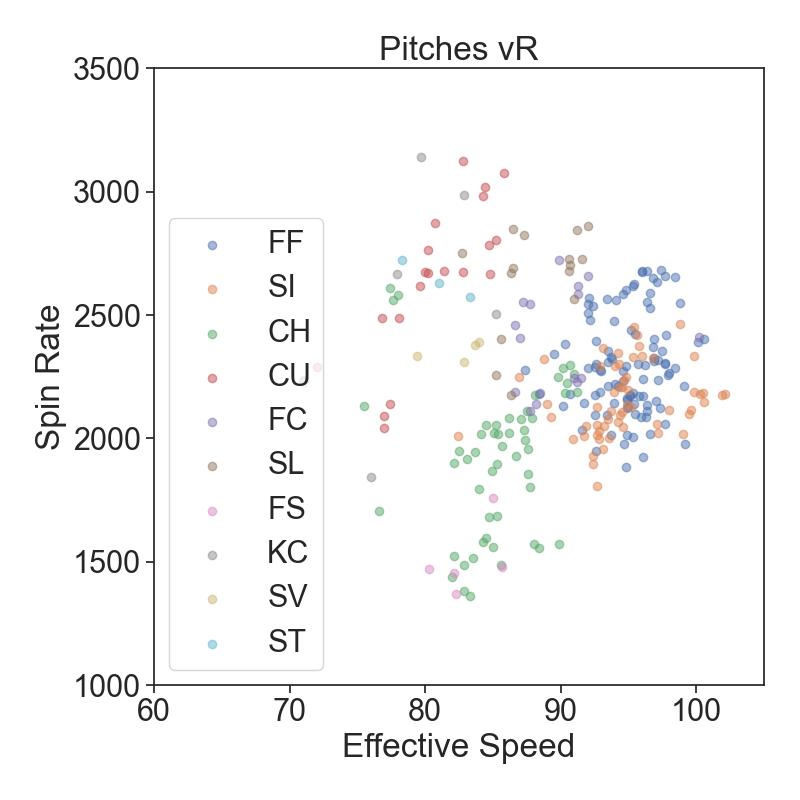 Pitches vR
3500
3000
2500
2000
1500
1000
Spin Rate
FF
SI
CH
CU
FC
SL
FS
KC
SV
ST
60 70 80 90 100
Effective Speed